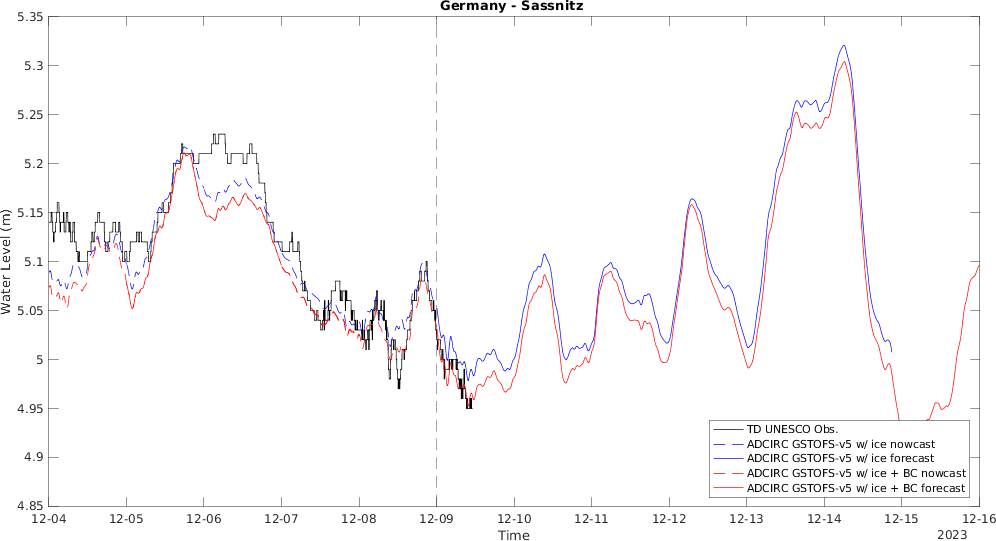 Germany - Sassnitz
5.35
5.3
5.25
5.2
5.15
5.1
5.05
5
4.95
4.9
4.85
Water Level (m)
12-04 12-05 12-06 12-07 12-08 12-09 12-10 12-11 12-12 12-13 12-14 12-15 12-16
Time
2023
TD UNESCO Obs.
ADCIRC GSTOFS-v5 w/ ice nowcast
ADCIRC GSTOFS-v5 w/ ice forecast
ADCIRC GSTOFS-v5 w/ ice + BC nowcast
ADCIRC GSTOFS-v5 w/ ice + BC forecast